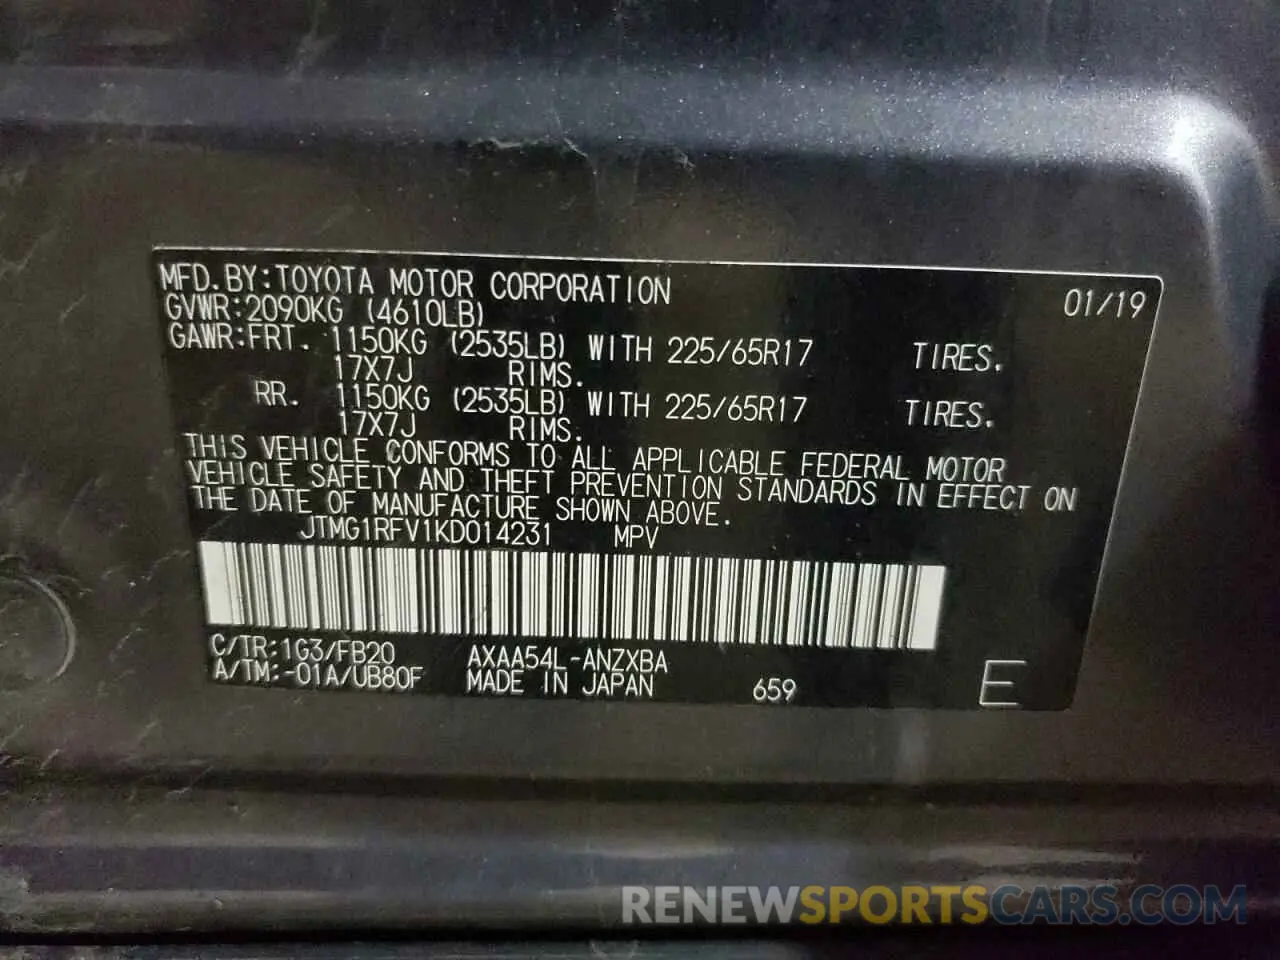 MFD.BY:TOYOTA MOTOR CORPORATION 01/19
GVWR:2090KG (4610LB)
GAWR:FRT. 1150KG (2535LB) WITH 225/65R17 TIRES.
17X7J RIMS.
RR. 1150KG (2535LB) WITH 225/65R17 TIRES.
17X7J RIMS.
THIS VEHICLE CONFORMS TO ALL APPLICABLE FEDERAL MOTOR
VEHICLE SAFETY AND THEFT PREVENTION STANDARDS IN EFFECT ON
THE DATE OF MANUFACTURE SHOWN ABOVE.
JTMG1RFV1KD014231 MPV
C/TR:1G3/FB20 AXAA54L-ANZXBA
A/TM:-01A/UB80F MADE IN JAPAN 659 E
RENEWSPORTSCARS.COM